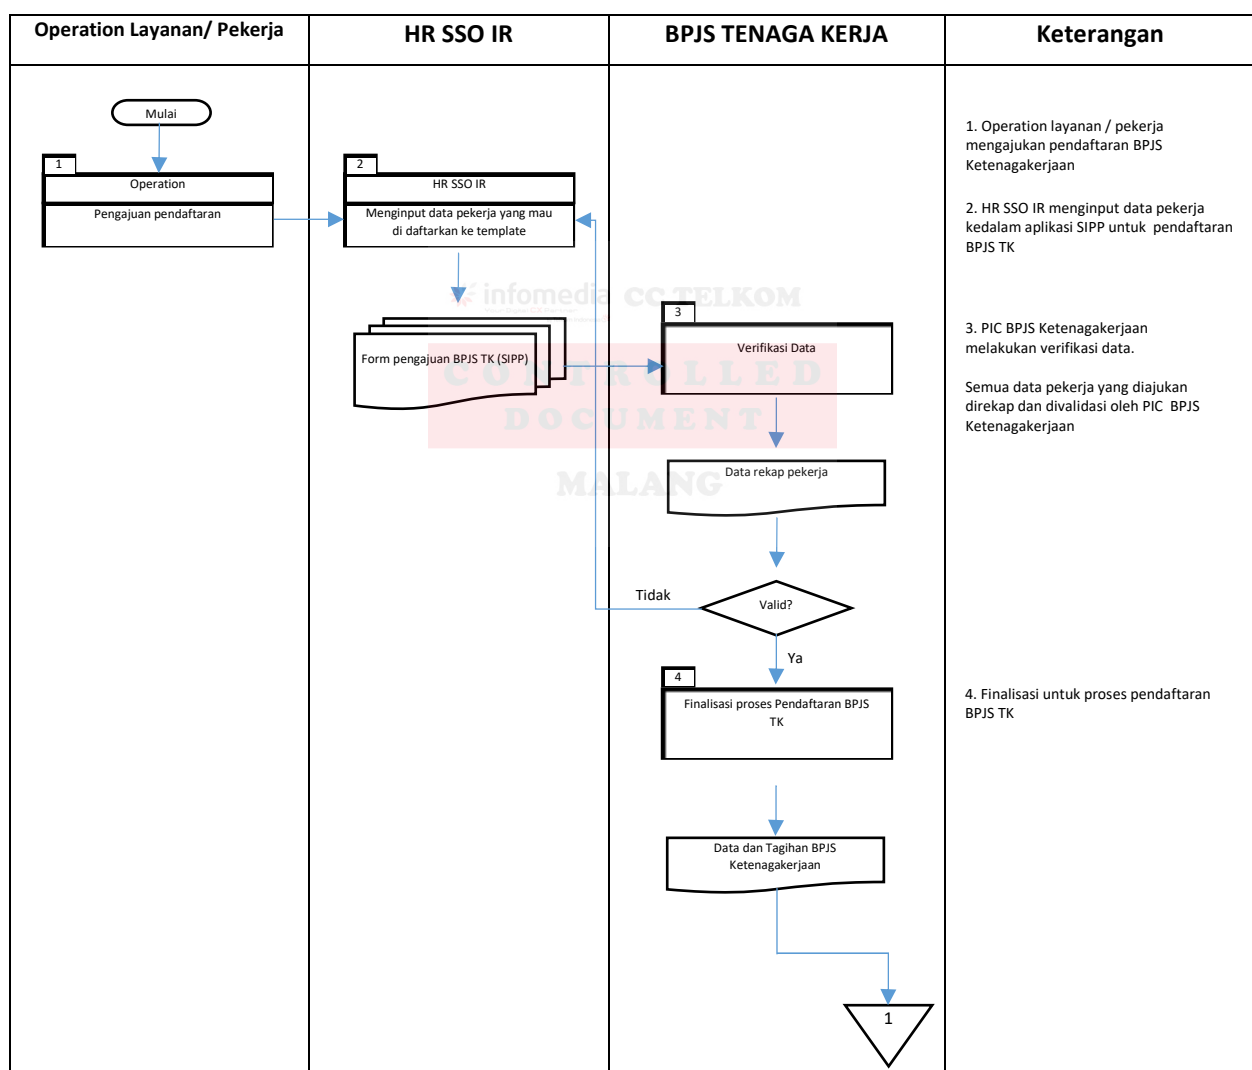 Operation Layanan/ Pekerja
HR SSO IR
BPJS TENAGA KERJA
Keterangan
Mulai
1
Operation
Pengajuan pendaftaran
2
HR SSO IR
Menginput data pekerja yang mau
di daftarkan ke template
Form pengajuan BPJS TK (SIPP)
3
Verifikasi Data
Data rekap pekerja
Valid?
Tidak
Ya
4
Finalisasi proses Pendaftaran BPJS
TK
Data dan Tagihan BPJS
Ketenagakerjaan
1
1. Operation layanan / pekerja
mengajukan pendaftaran BPJS
Ketenagakerjaan
2. HR SSO IR menginput data pekerja
kedalam aplikasi SIPP untuk pendaftaran
BPJS TK
3. PIC BPJS Ketenagakerjaan
melakukan verifikasi data.
Semua data pekerja yang diajukan
direkap dan divalidasi oleh PIC BPJS
Ketenagakerjaan
4. Finalisasi untuk proses pendaftaran
BPJS TK
infomedia CC TELKOM
CONTROLLED
DOCUMENT
MALANG